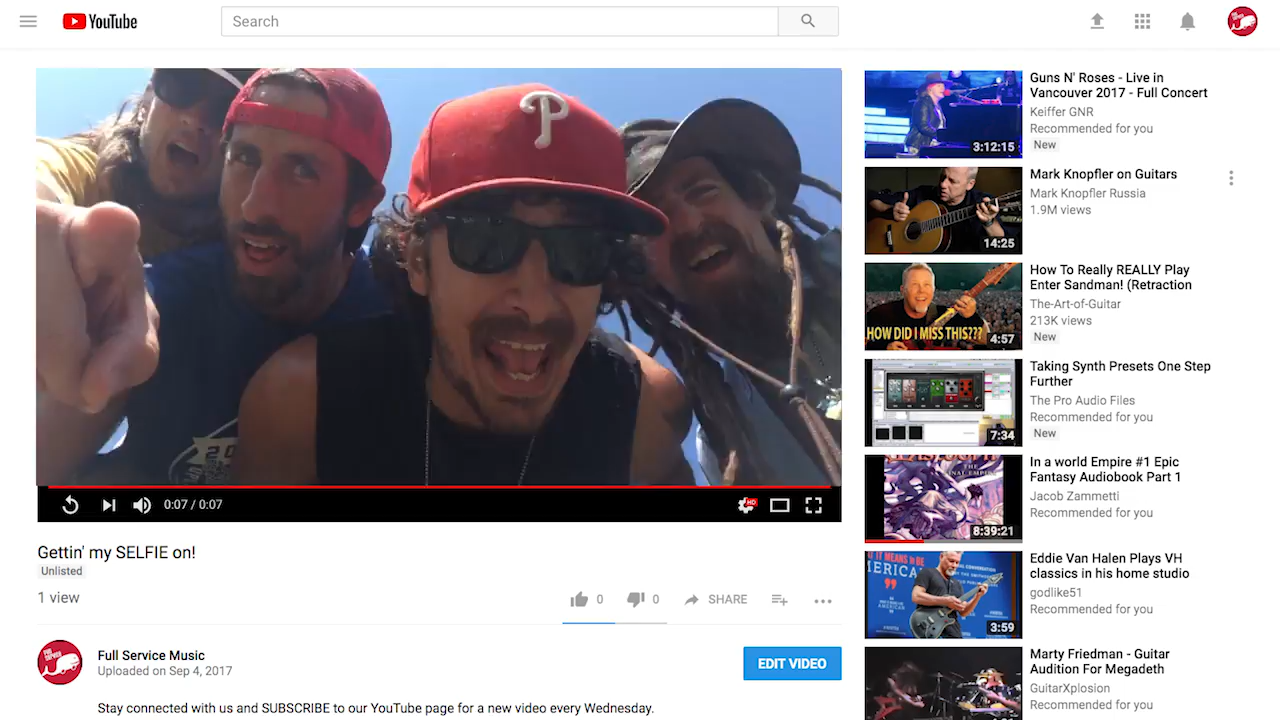 YouTube
Search
P
0:07 / 0:07
HD
Gettin' my SELFIE on!
Unlisted
1 view
0
0
SHARE
Full Service Music
Uploaded on Sep 4, 2017
EDIT VIDEO
Stay connected with us and SUBSCRIBE to our YouTube page for a new video every Wednesday.
3:12:15
Guns N' Roses - Live in
Vancouver 2017 - Full Concert
Keiffer GNR
Recommended for you
New
14:25
Mark Knopfler on Guitars
Mark Knopfler Russia
1.9M views
HOW DID I MISS THIS???
4:57
How To Really REALLY Play
Enter Sandman! (Retraction
The-Art-of-Guitar
213K views
New
7:34
Taking Synth Presets One Step
Further
The Pro Audio Files
Recommended for you
New
THE
FINAL EMPIRE
8:39:21
In a world Empire #1 Epic
Fantasy Audiobook Part 1
Jacob Zammetti
Recommended for you
3:59
Eddie Van Halen Plays VH
classics in his home studio
godlike51
Recommended for you
Marty Friedman - Guitar
Audition For Megadeth
GuitarXplosion
Recommended for you